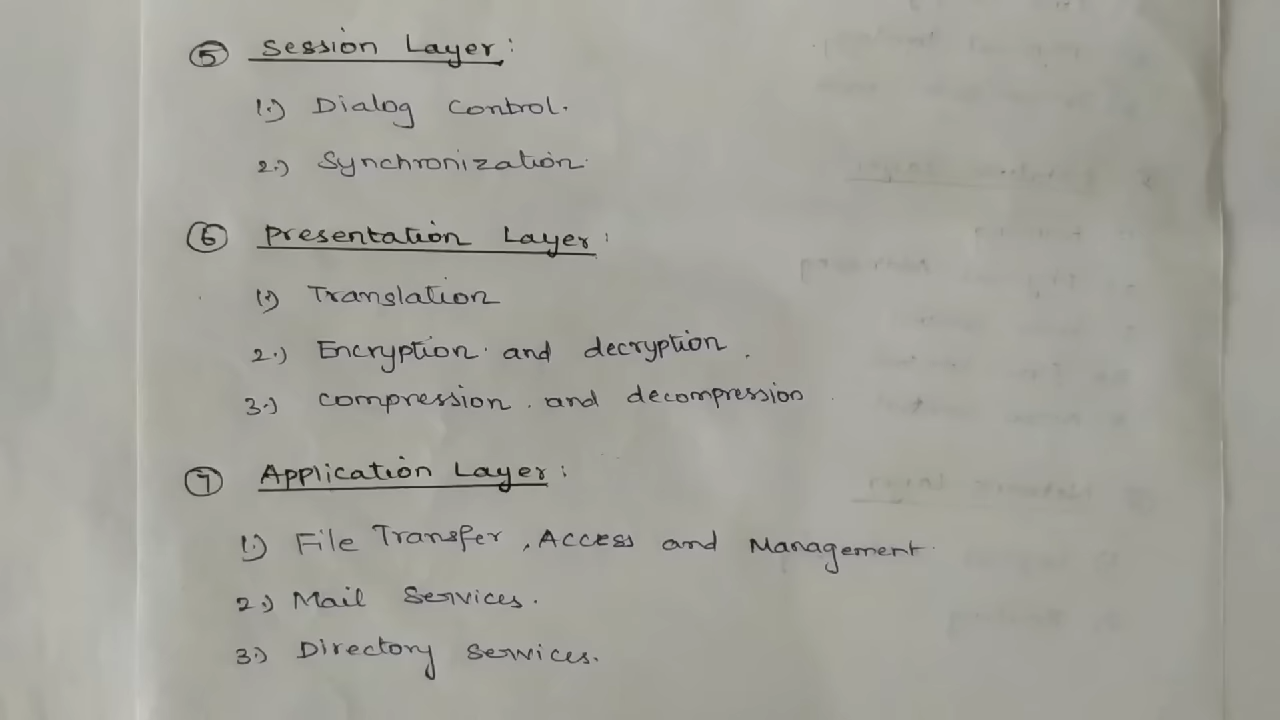 ⑤ Session Layer:
1.) Dialog Control.
2.) Synchronization.
⑥ Presentation Layer:
1.) Translation
2.) Encryption and decryption.
3.) compression and decompression.
⑦ Application Layer:
1.) File Transfer, Access and Management.
2.) Mail Services.
3.) Directory Services.